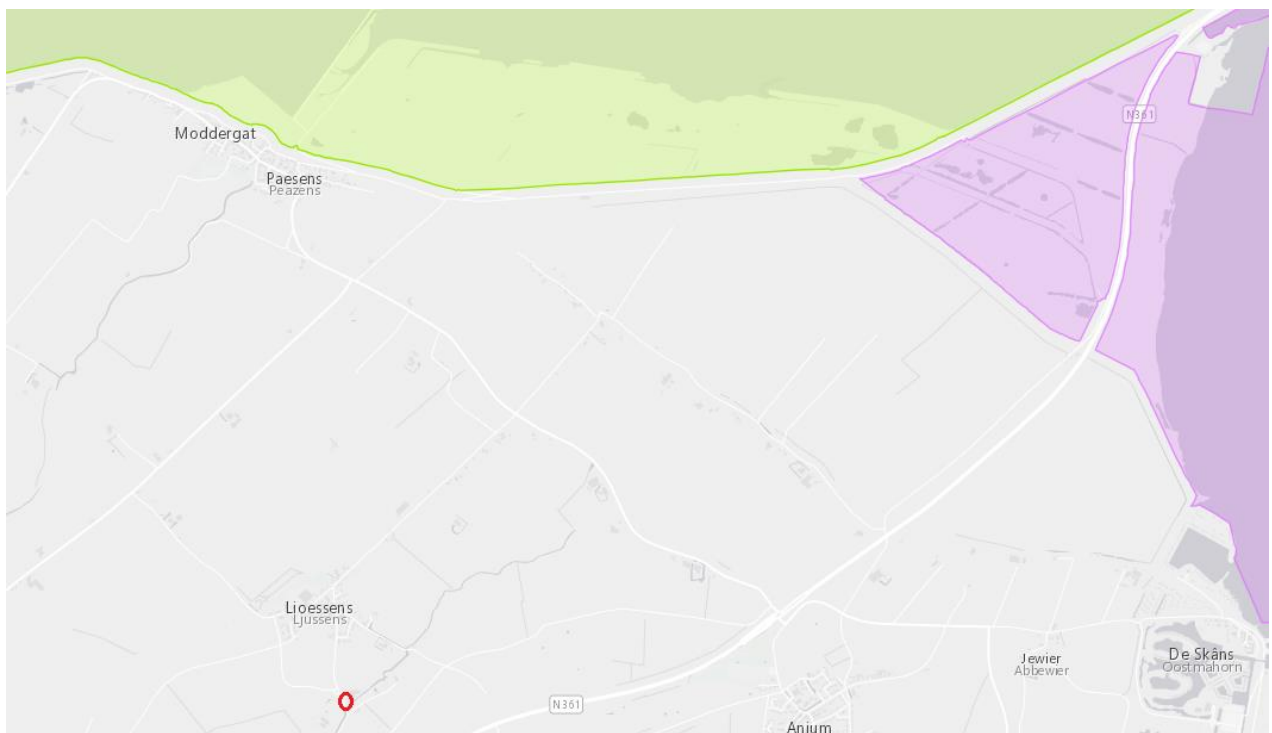 N361
Moddergat
Paesens
Peazens
Lioessens
Ljussens
Jewier
Abbewier
De Skâns
Oostmahorn
N361
Anjum